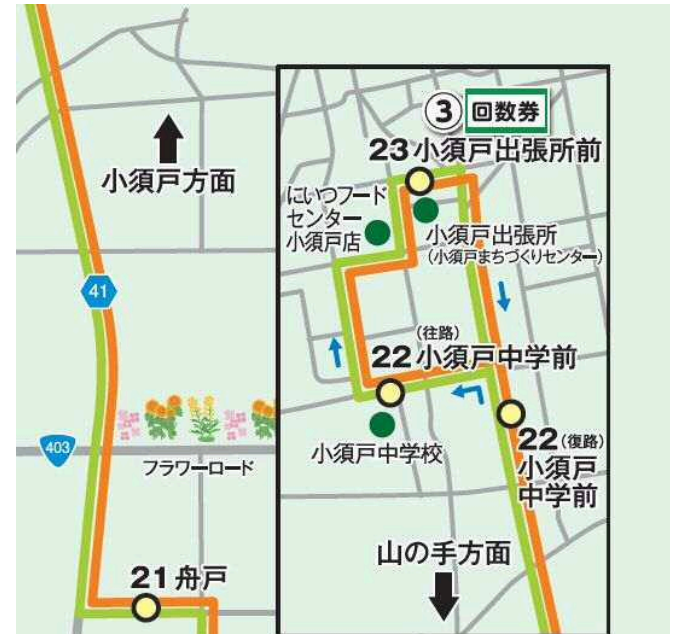 小須戸方面
41
403
フラワーロード
21 舟戸
③ 回数券
23 小須戸出張所前
にいつフード
センター
小須戸店
小須戸出張所
(小須戸まちづくりセンター)
(往路)
22 小須戸中学前
小須戸中学校
22 (復路)
小須戸
中学前
山の手方面